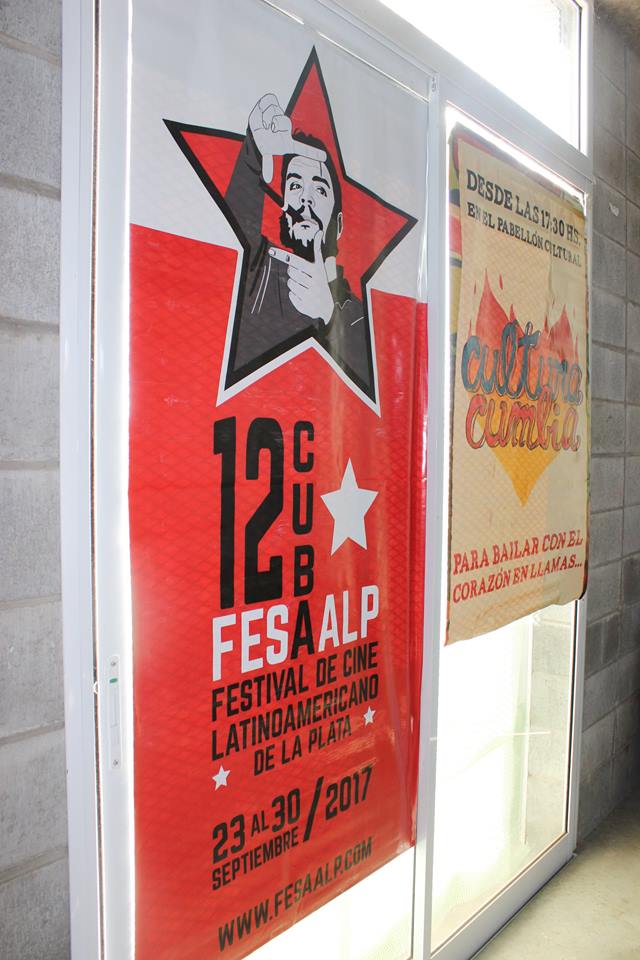 12
CUBA
FESAALP
FESTIVAL DE CINE
LATINOAMERICANO
DE LA PLATA
23 AL 30 / 2017
SEPTIEMBRE
WWW.FESAALP.COM
DESDE LAS 17:30 HS.
EN EL PABELLÓN CULTURAL
cultura
cumbia
PARA BAILAR CON EL
CORAZÓN EN LLAMAS...